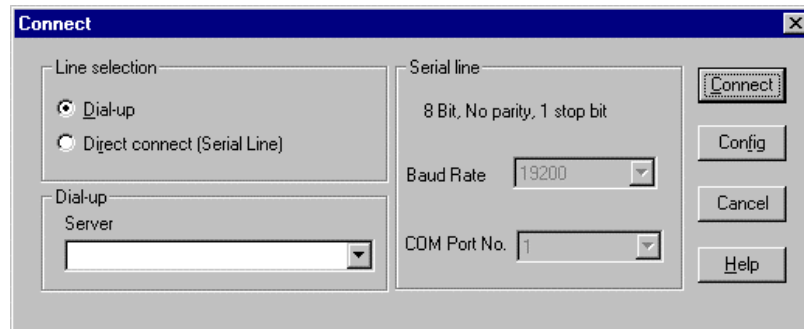 Connect
Line selection
Dial-up
Direct connect (Serial Line)
Dial-up
Server
Serial line
8 Bit, No parity, 1 stop bit
Baud Rate 19200
COM Port No. 1
Connect
Config
Cancel
Help